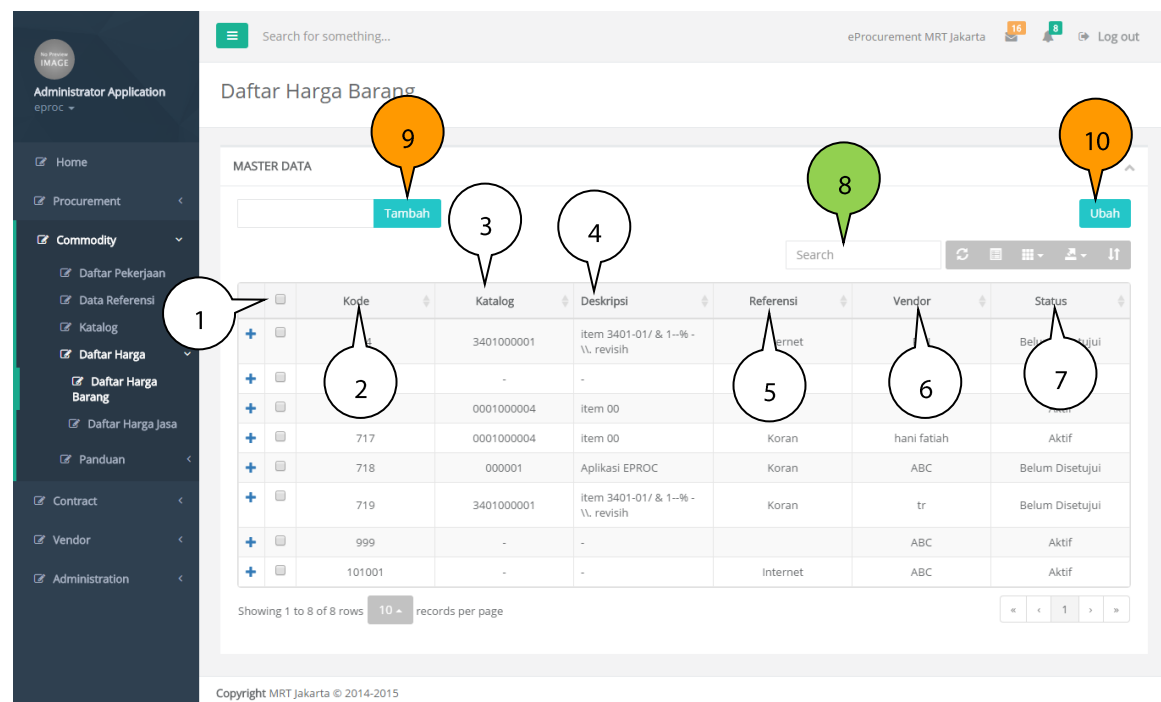 Search for something...
eProcurement MRT Jakarta
16
8
Log out
No Preview
IMAGE
Administrator Application
eproc
Home
Procurement
Commodity
Daftar Pekerjaan
Data Referensi
Katalog
Daftar Harga
Daftar Harga
Barang
Daftar Harga Jasa
Panduan
Contract
Vendor
Administration
Daftar Harga Barang
9
10
MASTER DATA
8
Tambah
3
4
Ubah
Search
1
Kode Katalog Deskripsi Referensi Vendor Status
3401000001 item 3401-01/ & 1--% -
\\. revisih
2
5
6
7
- -
0001000004 item 00
717 0001000004 item 00 Koran hani fatiah Aktif
718 000001 Aplikasi EPROC Koran ABC Belum Disetujui
719 3401000001 item 3401-01/ & 1--% - Koran tr Belum Disetujui
\\. revisih
999 - - ABC Aktif
101001 - - Internet ABC Aktif
Showing 1 to 8 of 8 rows 10 records per page
« ‹ 1 › »
Copyright MRT Jakarta © 2014-2015